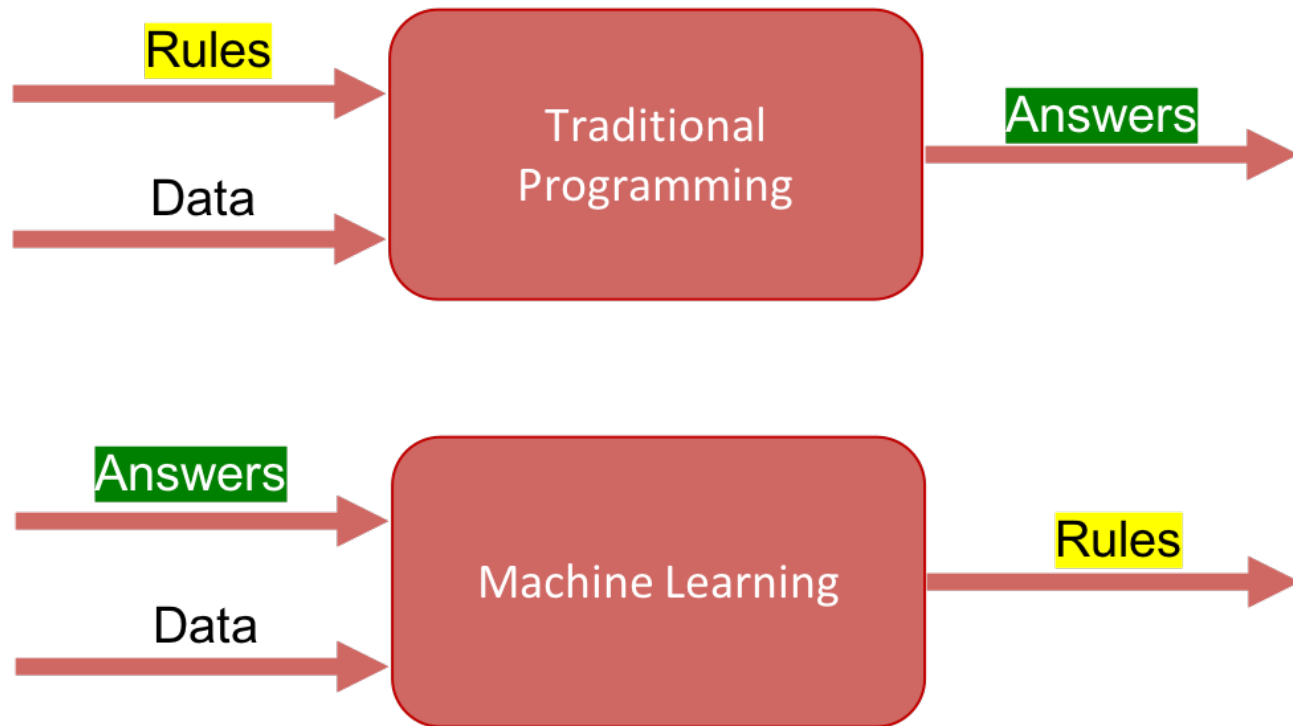 Rules
Data
Traditional
Programming
Answers
Answers
Data
Machine Learning
Rules